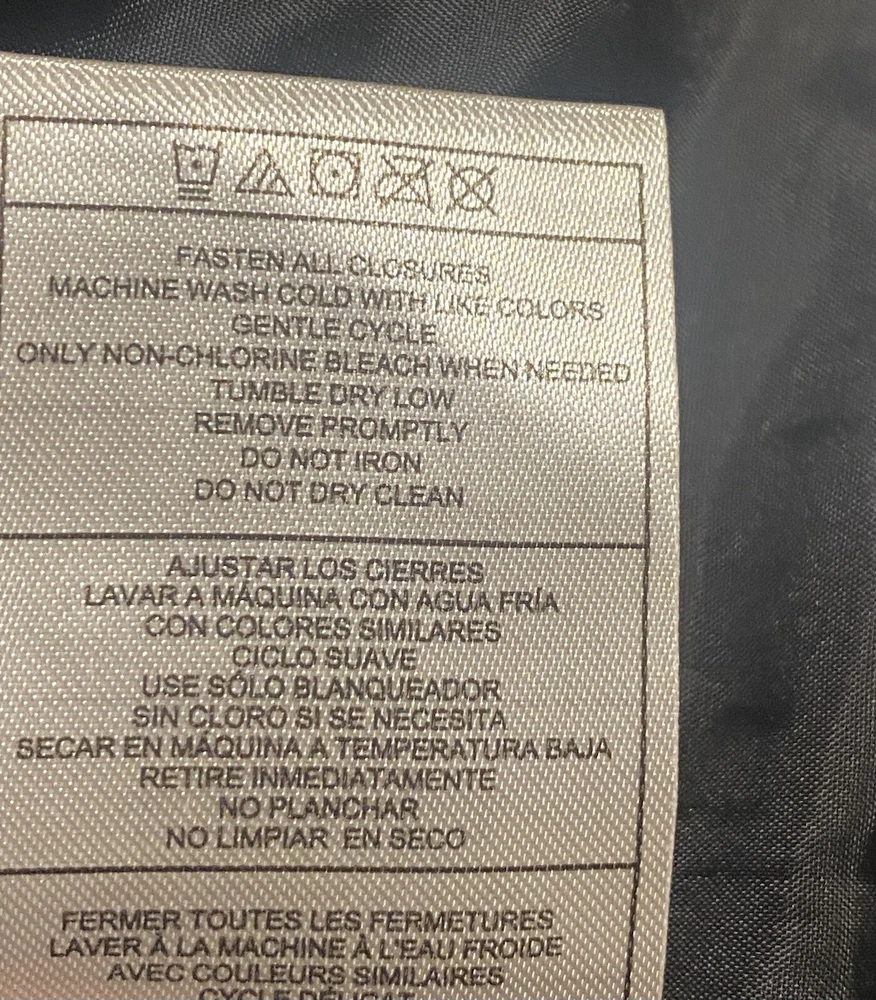 FASTEN ALL CLOSURES
MACHINE WASH COLD WITH LIKE COLORS
GENTLE CYCLE
ONLY NON-CHLORINE BLEACH WHEN NEEDED
TUMBLE DRY LOW
REMOVE PROMPTLY
DO NOT IRON
DO NOT DRY CLEAN
AJUSTAR LOS CIERRES
LAVAR A MÁQUINA CON AGUA FRÍA
CON COLORES SIMILARES
CICLO SUAVE
USE SÓLO BLANQUEADOR
SIN CLORO SI SE NECESITA
SECAR EN MÁQUINA A TEMPERATURA BAJA
RETIRE INMEDIATAMENTE
NO PLANCHAR
NO LIMPIAR EN SECO
FERMER TOUTES LES FERMETURES
LAVER À LA MACHINE À L'EAU FROIDE
AVEC COULEURS SIMILAIRES
CYCLE DÉLICAT